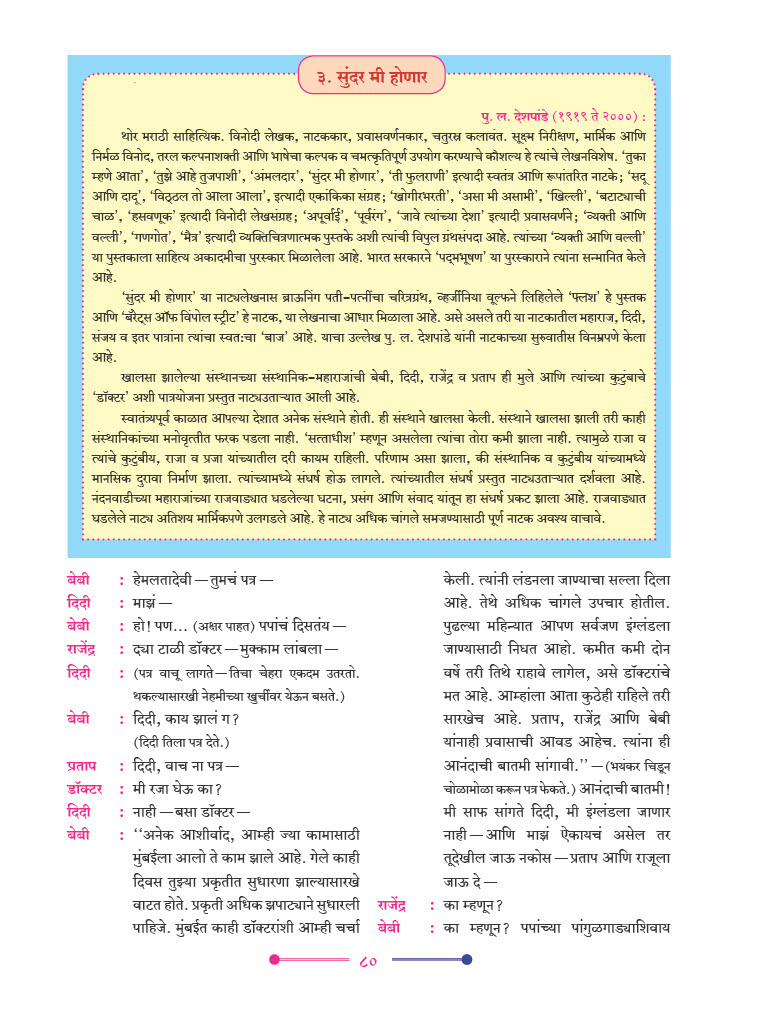 ३. सुंदर मी होणार
पु. ल. देशपांडे (१९१९ ते २०००) :
थोर मराठी साहित्यिक. विनोदी लेखक, नाटककार, प्रवासवर्णनकार, चतुरस्र कलावंत. सूक्ष्म निरीक्षण, मार्मिक आणि
निर्मळ विनोद, तरल कल्पनाशक्ती आणि भाषेचा कल्पक व चमत्कृतिपूर्ण उपयोग करण्याचे कौशल्य हे त्यांचे लेखनविशेष. ‘तुका
म्हणे आता’, ‘तुझे आहे तुजपाशी’, ‘अंमलदार’, ‘सुंदर मी होणार’, ‘ती फुलराणी’ इत्यादी स्वतंत्र आणि रूपांतरित नाटके; ‘सदू
आणि दादू’, ‘विठ्ठल तो आला आला’, इत्यादी एकांकिका संग्रह; ‘खोगीरभरती’, ‘असा मी असामी’, ‘खिल्ली’, ‘बटाट्याची
चाळ’, ‘हसवणूक’ इत्यादी विनोदी लेखसंग्रह; ‘अपूर्वाई’, ‘पूर्वरंग’, ‘जावे त्यांच्या देशा’ इत्यादी प्रवासवर्णने; ‘व्यक्ती आणि
वल्ली’, ‘गणगोत’, ‘मैत्र’ इत्यादी व्यक्तिचित्रणात्मक पुस्तके अशी त्यांची विपुल ग्रंथसंपदा आहे. त्यांच्या ‘व्यक्ती आणि वल्ली’
या पुस्तकाला साहित्य अकादमीचा पुरस्कार मिळालेला आहे. भारत सरकारने ‘पद्मभूषण’ या पुरस्काराने त्यांना सन्मानित केले
आहे.
‘सुंदर मी होणार’ या नाट्यलेखनास ब्राऊनिंग पती-पत्नींचा चरित्रग्रंथ, व्हर्जीनिया वूल्फने लिहिलेले ‘फ्लश’ हे पुस्तक
आणि ‘बॅरेट्स ऑफ विंपोल स्ट्रीट’ हे नाटक, या लेखनाचा आधार मिळाला आहे. असे असले तरी या नाटकातील महाराज, दिदी,
संजय व इतर पात्रांना त्यांचा स्वतःचा ‘बाज’ आहे. याचा उल्लेख पु. ल. देशपांडे यांनी नाटकाच्या सुरुवातीस विनम्रपणे केला
आहे.
खालसा झालेल्या संस्थानच्या संस्थानिक-महाराजांची बेबी, दिदी, राजेंद्र व प्रताप ही मुले आणि त्यांच्या कुटुंबाचे
‘डॉक्टर’ अशी पात्रयोजना प्रस्तुत नाट्यउताऱ्यात आली आहे.
स्वातंत्र्यपूर्व काळात आपल्या देशात अनेक संस्थाने होती. ही संस्थाने खालसा केली. संस्थाने खालसा झाली तरी काही
संस्थानिकांच्या मनोवृत्तीत फरक पडला नाही. ‘सत्ताधीश’ म्हणून असलेला त्यांचा तोरा कमी झाला नाही. त्यामुळे राजा व
त्यांचे कुटुंबीय, राजा व प्रजा यांच्यातील दरी कायम राहिली. परिणाम असा झाला, की संस्थानिक व कुटुंबीय यांच्यामध्ये
मानसिक दुरावा निर्माण झाला. त्यांच्यामध्ये संघर्ष होऊ लागले. त्यांच्यातील संघर्ष प्रस्तुत नाट्यउताऱ्यात दर्शवला आहे.
नंदनवाडीच्या महाराजांच्या राजवाड्यात घडलेल्या घटना, प्रसंग आणि संवाद यांतून हा संघर्ष प्रकट झाला आहे. राजवाड्यात
घडलेले नाट्य अतिशय मार्मिकपणे उलगडले आहे. हे नाट्य अधिक चांगले समजण्यासाठी पूर्ण नाटक अवश्य वाचावे.
बेबी : हेमलतादेवी — तुमचं पत्र —
दिदी : माझं —
बेबी : हो! पण... (अक्षर पाहत) पपांचं दिसतंय —
राजेंद्र : द्या टाळी डॉक्टर — मुक्काम लांबला —
दिदी : (पत्र वाचू लागते — तिचा चेहरा एकदम उतरतो.
थकल्यासारखी नेहमीच्या खुर्चीवर येऊन बसते.)
बेबी : दिदी, काय झालं ग?
(दिदी तिला पत्र देते.)
प्रताप : दिदी, वाच ना पत्र —
डॉक्टर : मी रजा घेऊ का?
दिदी : नाही — बसा डॉक्टर —
बेबी : ‘‘अनेक आशीर्वाद, आम्ही ज्या कामासाठी
मुंबईला आलो ते काम झाले आहे. गेले काही
दिवस तुझ्या प्रकृतीत सुधारणा झाल्यासारखे
वाटत होते. प्रकृती अधिक झपाट्याने सुधारली
पाहिजे. मुंबईत काही डॉक्टरांशी आम्ही चर्चा
केली. त्यांनी लंडनला जाण्याचा सल्ला दिला
आहे. तेथे अधिक चांगले उपचार होतील.
पुढल्या महिन्यात आपण सर्वजण इंग्लंडला
जाण्यासाठी निघत आहो. कमीत कमी दोन
वर्षे तरी तिथे राहावे लागेल, असे डॉक्टरांचे
मत आहे. आम्हांला आता कुठेही राहिले तरी
सारखेच आहे. प्रताप, राजेंद्र आणि बेबी
यांनाही प्रवासाची आवड आहेच. त्यांना ही
आनंदाची बातमी सांगावी.’’ — (भयंकर चिडून
चोळामोळा करून पत्र फेकते.) आनंदाची बातमी!
मी साफ सांगते दिदी, मी इंग्लंडला जाणार
नाही — आणि माझं ऐकायचं असेल तर
तूदेखील जाऊ नकोस — प्रताप आणि राजूला
जाऊ दे —
राजेंद्र : का म्हणून?
बेबी : का म्हणून? पपांच्या पांगुळगाड्याशिवाय
८०